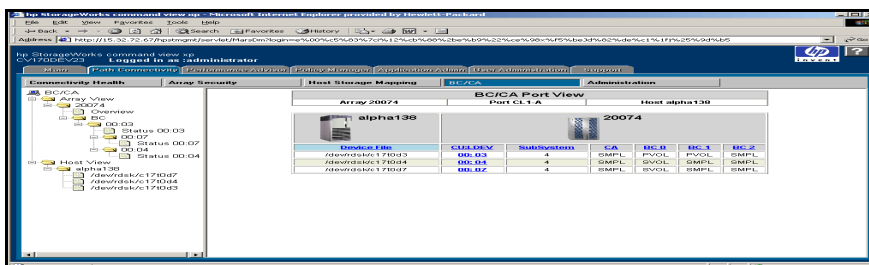 hp StorageWorks command view xp - Microsoft Internet Explorer provided by Hewlett-Packard
File Edit View Favorites Tools Help
Back Search Favorites History
Address
hp StorageWorks command view xp
CV170DEV23 Logged in as :administrator
hp
invent
?
Main Path Connectivity Performance Advisor Policy Manager Application Admin User Administration Support
Connectivity Health Array Security Host Storage Mapping BC/CA Administration
BC/CA
Array View
20074
Overview
BC
00:03
Status 00:03
00:07
Status 00:07
00:04
Status 00:04
Host View
alpha138
/dev/rdsk/c17t0d7
/dev/rdsk/c17t0d4
/dev/rdsk/c17t0d3
BC/CA Port View
Array 20074 Port CL1-A Host alpha138
alpha138 20074
Device File CU:LDEV SubSystem CA BC 0 BC 1 BC 2
/dev/rdsk/c17t0d3 00: 03 4 SMPL PVOL PVOL SMPL
/dev/rdsk/c17t0d4 00: 04 4 SMPL SVOL SMPL SMPL
/dev/rdsk/c17t0d7 00: 07 4 SMPL SVOL SMPL SMPL